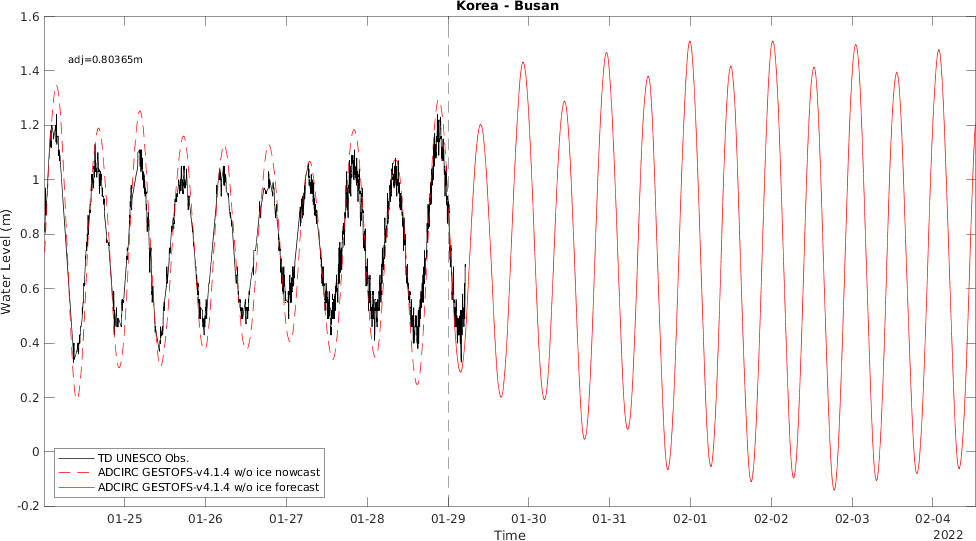 Korea - Busan
1.6
1.4
1.2
1
0.8
0.6
0.4
0.2
0
-0.2
Water Level (m)
adj=0.80365m
TD UNESCO Obs.
ADCIRC GESTOFS-v4.1.4 w/o ice nowcast
ADCIRC GESTOFS-v4.1.4 w/o ice forecast
01-25 01-26 01-27 01-28 01-29 01-30 01-31 02-01 02-02 02-03 02-04
Time
2022